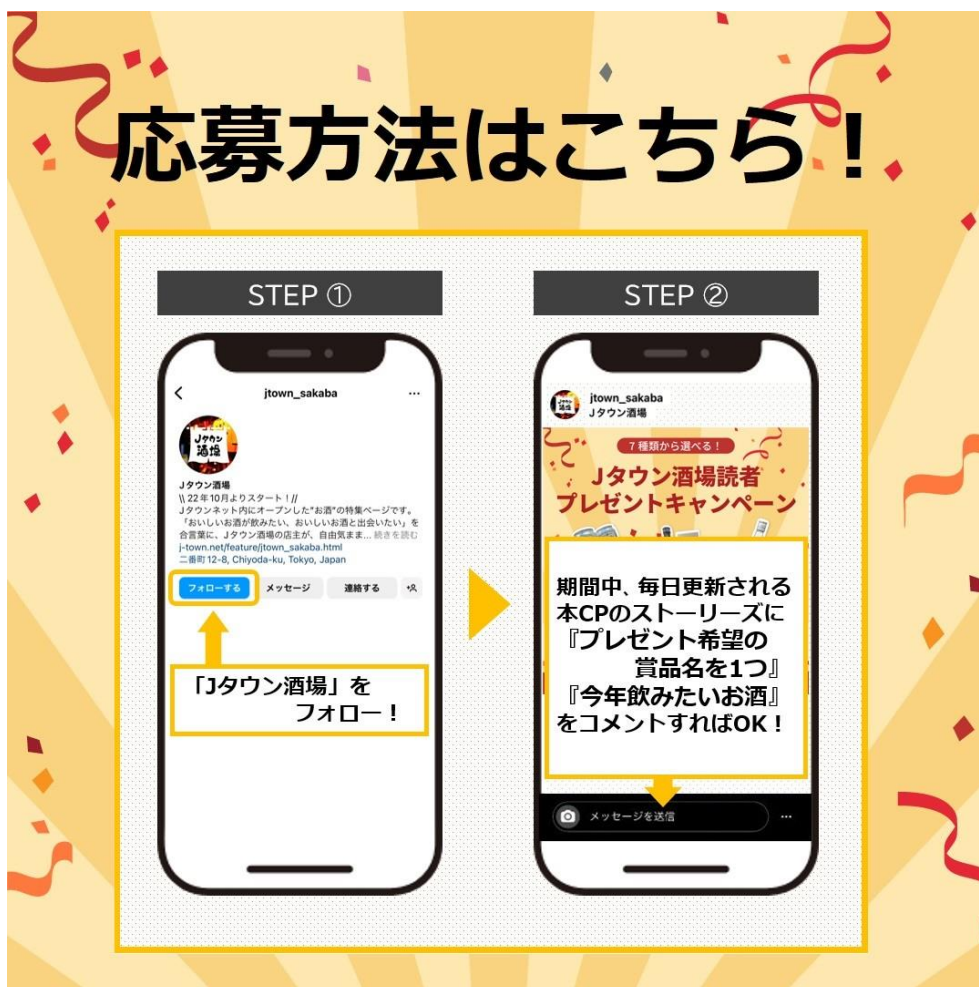 応募方法はこちら！
STEP ①
jtown_sakaba
Jタウン
酒場
Jタウン酒場
\\ 22年10月よりスタート！//
Jタウンネット内にオープンした"お酒"の特集ページです。
「おいしいお酒が飲みたい、おいしいお酒と出会いたい」を
合言葉に、Jタウン酒場の店主が、自由気まま... 続きを読む
j-town.net/feature/jtown_sakaba.html
二番町12-8, Chiyoda-ku, Tokyo, Japan
フォローする メッセージ 連絡する
「Jタウン酒場」を
フォロー！
STEP ②
jtown_sakaba
Jタウン酒場
7種類から選べる！
Jタウン酒場読者
プレゼントキャンペーン
期間中、毎日更新される
本CPのストーリーズに
『プレゼント希望の
賞品名を1つ』
『今年飲みたいお酒』
をコメントすればOK！
メッセージを送信